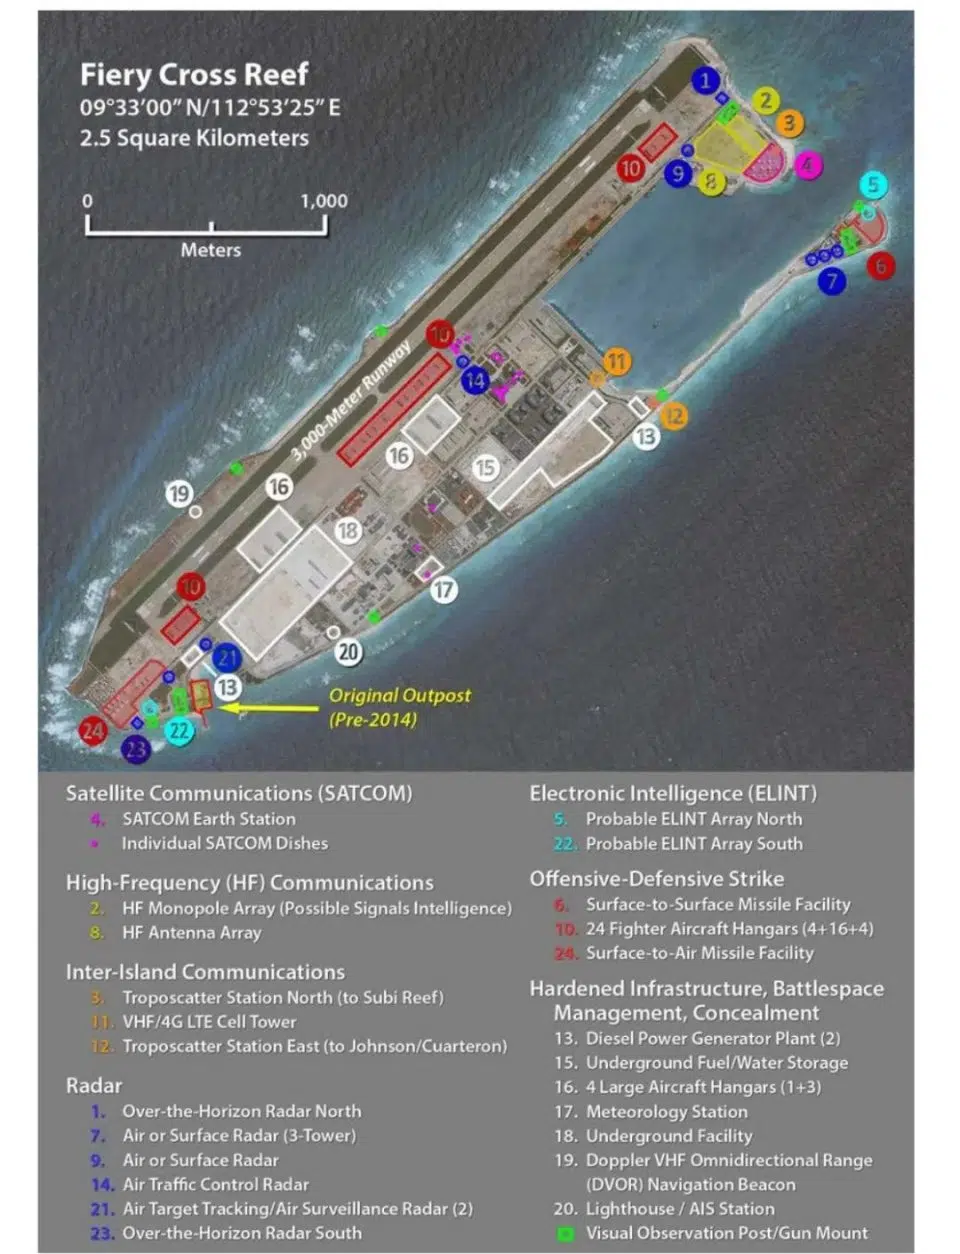 Fiery Cross Reef
09°33'00" N/112°53'25" E
2.5 Square Kilometers
0 1,000
Meters
1
2
3
4
10
9
8
5
6
7
10
14
3,000-Meter Runway
11
12
13
16
15
16
19
18
17
10
20
21
13
Original Outpost
(Pre-2014)
24
22
23
Satellite Communications (SATCOM)
4. SATCOM Earth Station
Individual SATCOM Dishes
High-Frequency (HF) Communications
2. HF Monopole Array (Possible Signals Intelligence)
8. HF Antenna Array
Inter-Island Communications
3. Troposcatter Station North (to Subi Reef)
11. VHF/4G LTE Cell Tower
12. Troposcatter Station East (to Johnson/Cuarteron)
Radar
1. Over-the-Horizon Radar North
7. Air or Surface Radar (3-Tower)
9. Air or Surface Radar
14. Air Traffic Control Radar
21. Air Target Tracking/Air Surveillance Radar (2)
23. Over-the-Horizon Radar South
Electronic Intelligence (ELINT)
5. Probable ELINT Array North
22. Probable ELINT Array South
Offensive-Defensive Strike
6. Surface-to-Surface Missile Facility
10. 24 Fighter Aircraft Hangars (4+16+4)
24. Surface-to-Air Missile Facility
Hardened Infrastructure, Battlespace
Management, Concealment
13. Diesel Power Generator Plant (2)
15. Underground Fuel/Water Storage
16. 4 Large Aircraft Hangars (1+3)
17. Meteorology Station
18. Underground Facility
19. Doppler VHF Omnidirectional Range
(DVOR) Navigation Beacon
20. Lighthouse / AIS Station
Visual Observation Post/Gun Mount